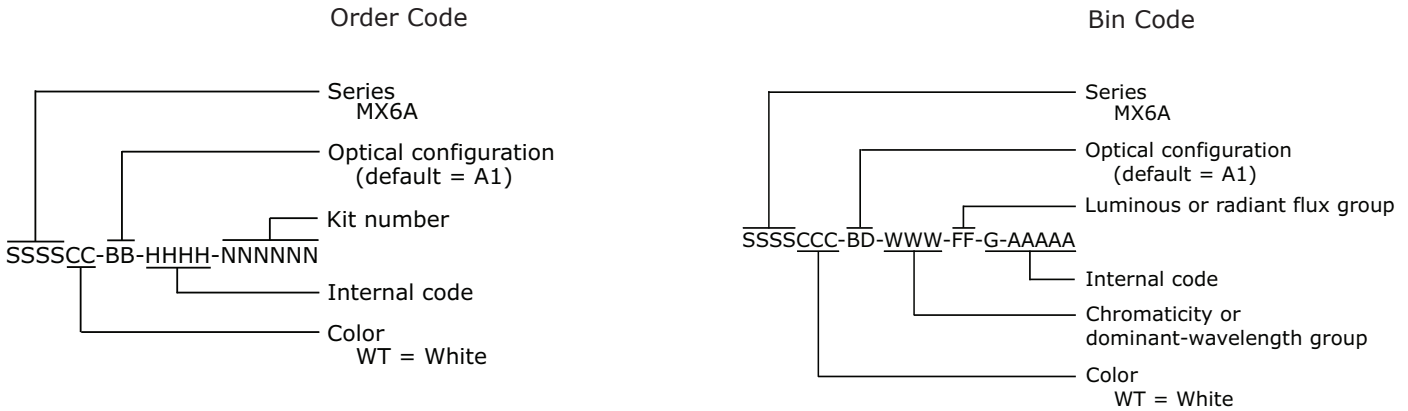 Order Code
Series
MX6A
Optical configuration
(default = A1)
Kit number
SSSSCC-BB-HHHH-NNNNNN
Internal code
Color
WT = White
Bin Code
Series
MX6A
Optical configuration
(default = A1)
Luminous or radiant flux group
SSSSCCC-BD-WWW-FF-G-AAAAA
Internal code
Chromaticity or
dominant-wavelength group
Color
WT = White